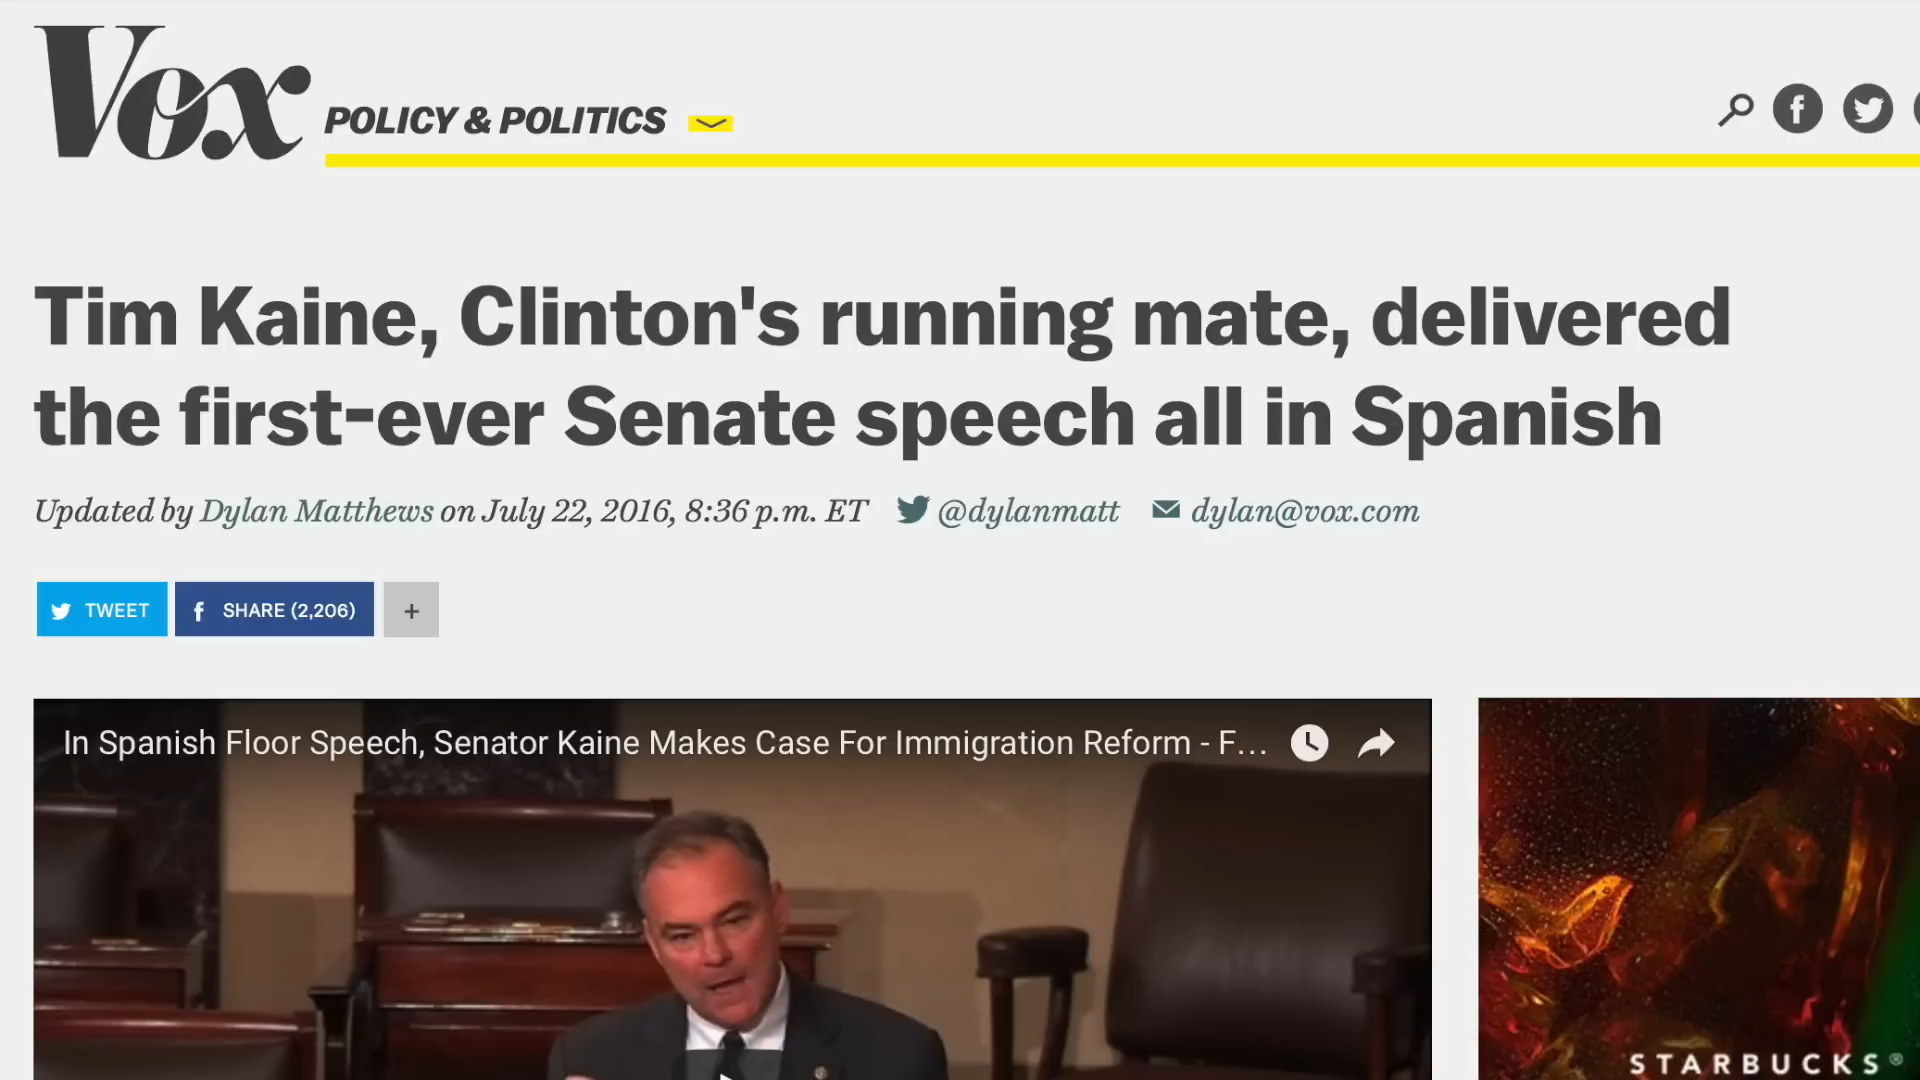 Vox
POLICY & POLITICS
Tim Kaine, Clinton's running mate, delivered
the first-ever Senate speech all in Spanish
Updated by Dylan Matthews on July 22, 2016, 8:36 p.m. ET @dylanmatt dylan@vox.com
TWEET
SHARE (2,206)
+
In Spanish Floor Speech, Senator Kaine Makes Case For Immigration Reform - F...
STARBUCKS®